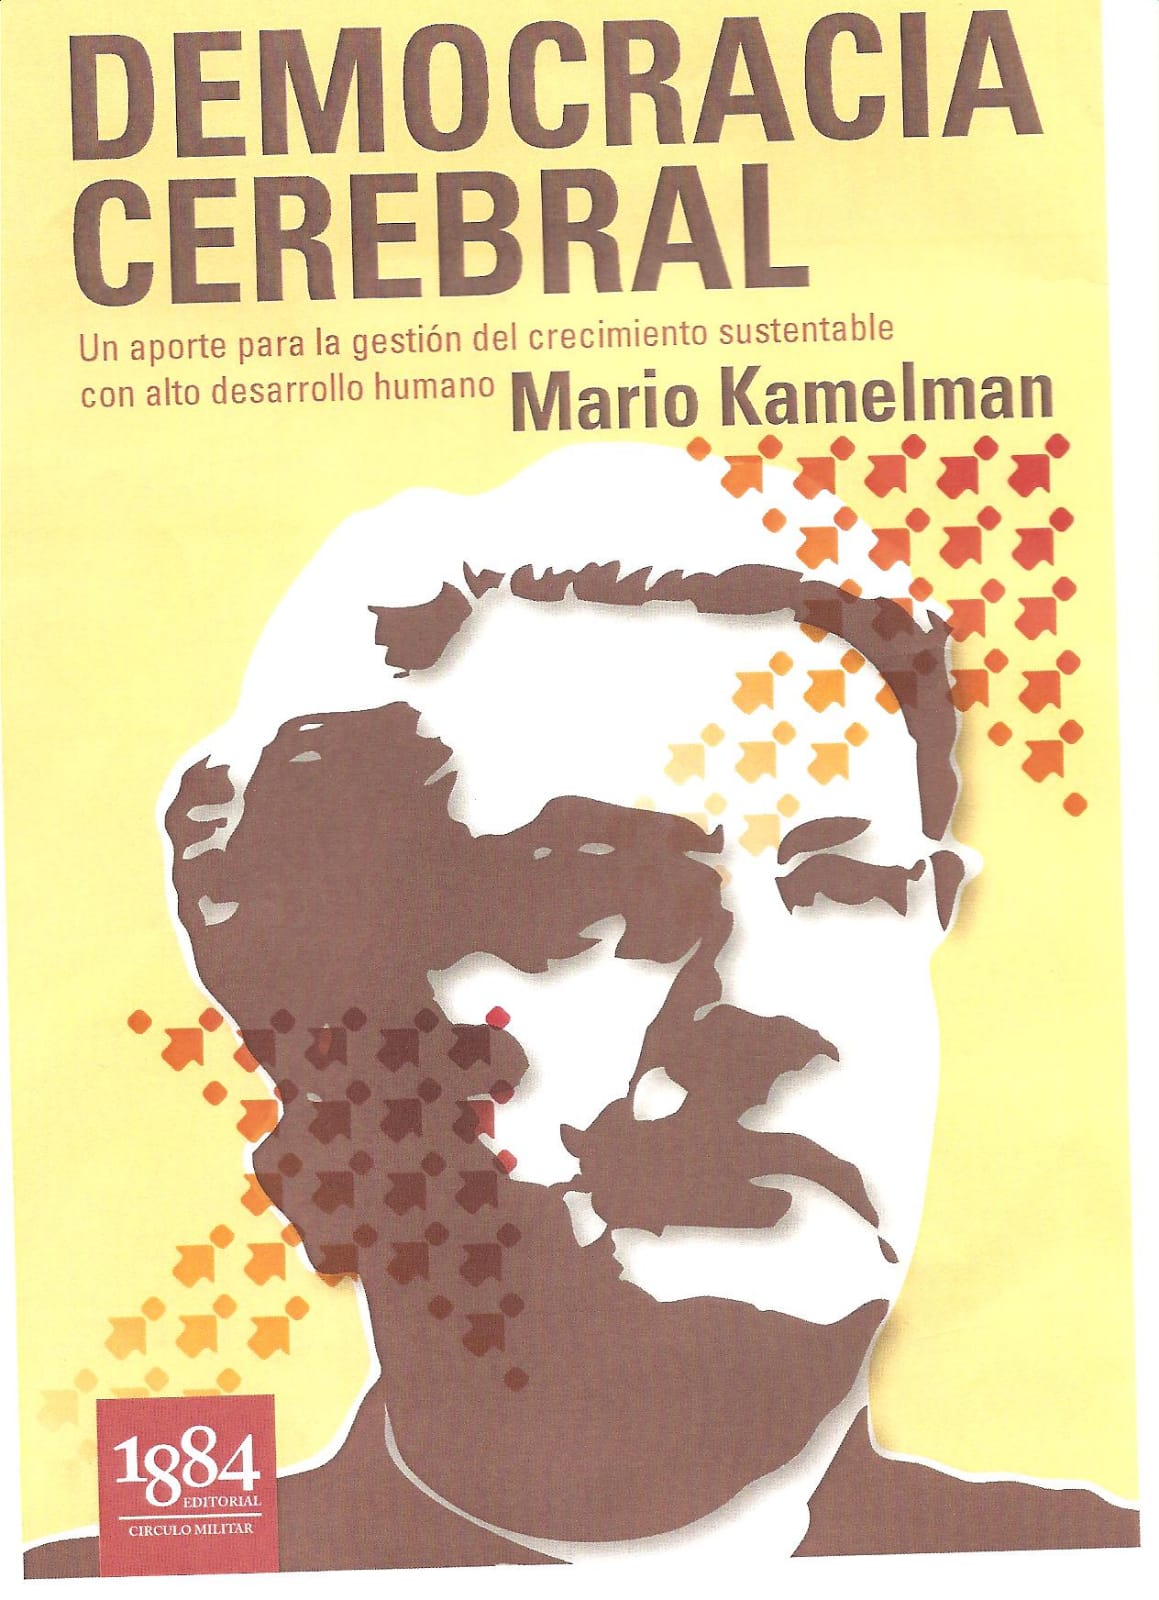 DEMOCRACIA
CEREBRAL
Un aporte para la gestión del crecimiento sustentable
con alto desarrollo humano Mario Kamelman
1884
EDITORIAL
CIRCULO MILITAR